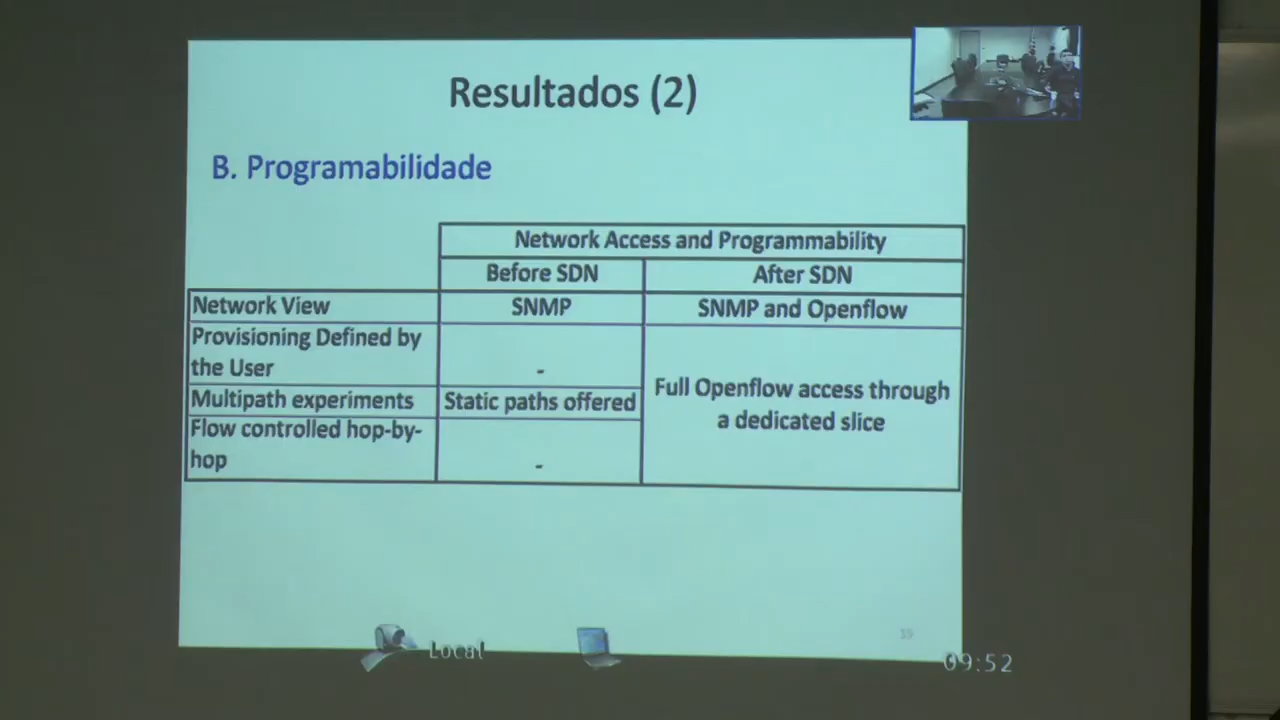 Resultados (2)
B. Programabilidade
Network Access and Programmability
Before SDN
After SDN
Network View
SNMP
SNMP and Openflow
Provisioning Defined by
the User
-
Full Openflow access through
a dedicated slice
Multipath experiments
Static paths offered
Flow controlled hop-by-
hop
-
Local
09:52